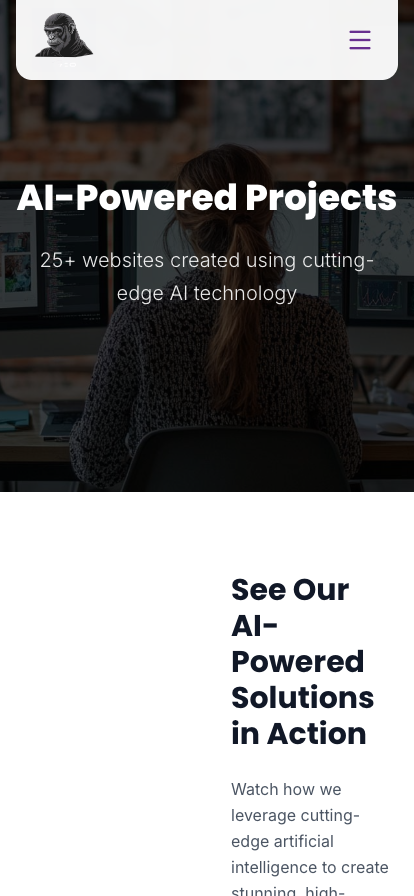 AI-Powered Projects
25+ websites created using cutting-
edge AI technology
See Our
AI-
Powered
Solutions
in Action
Watch how we
leverage cutting-
edge artificial
intelligence to create
stunning, high-